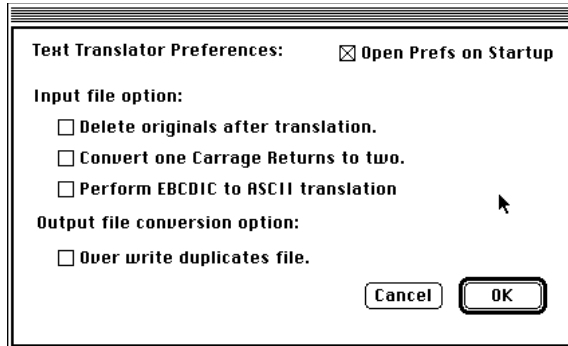 Text Translator Preferences: Open Prefs on Startup
Input file option:
Delete originals after translation.
Convert one Carrage Returns to two.
Perform EBCDIC to ASCII translation
Output file conversion option:
Over write duplicates file.
Cancel OK